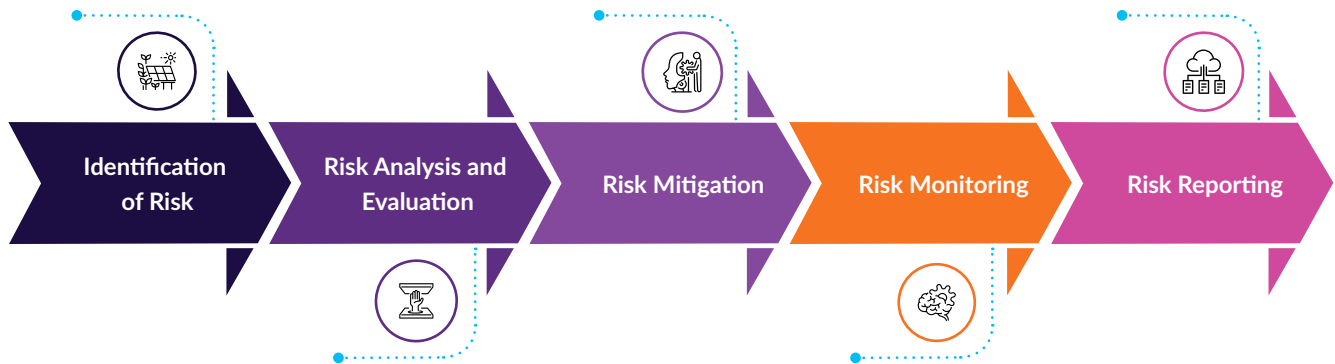 Identification
of Risk
Risk Analysis and
Evaluation
Risk Mitigation
Risk Monitoring
Risk Reporting